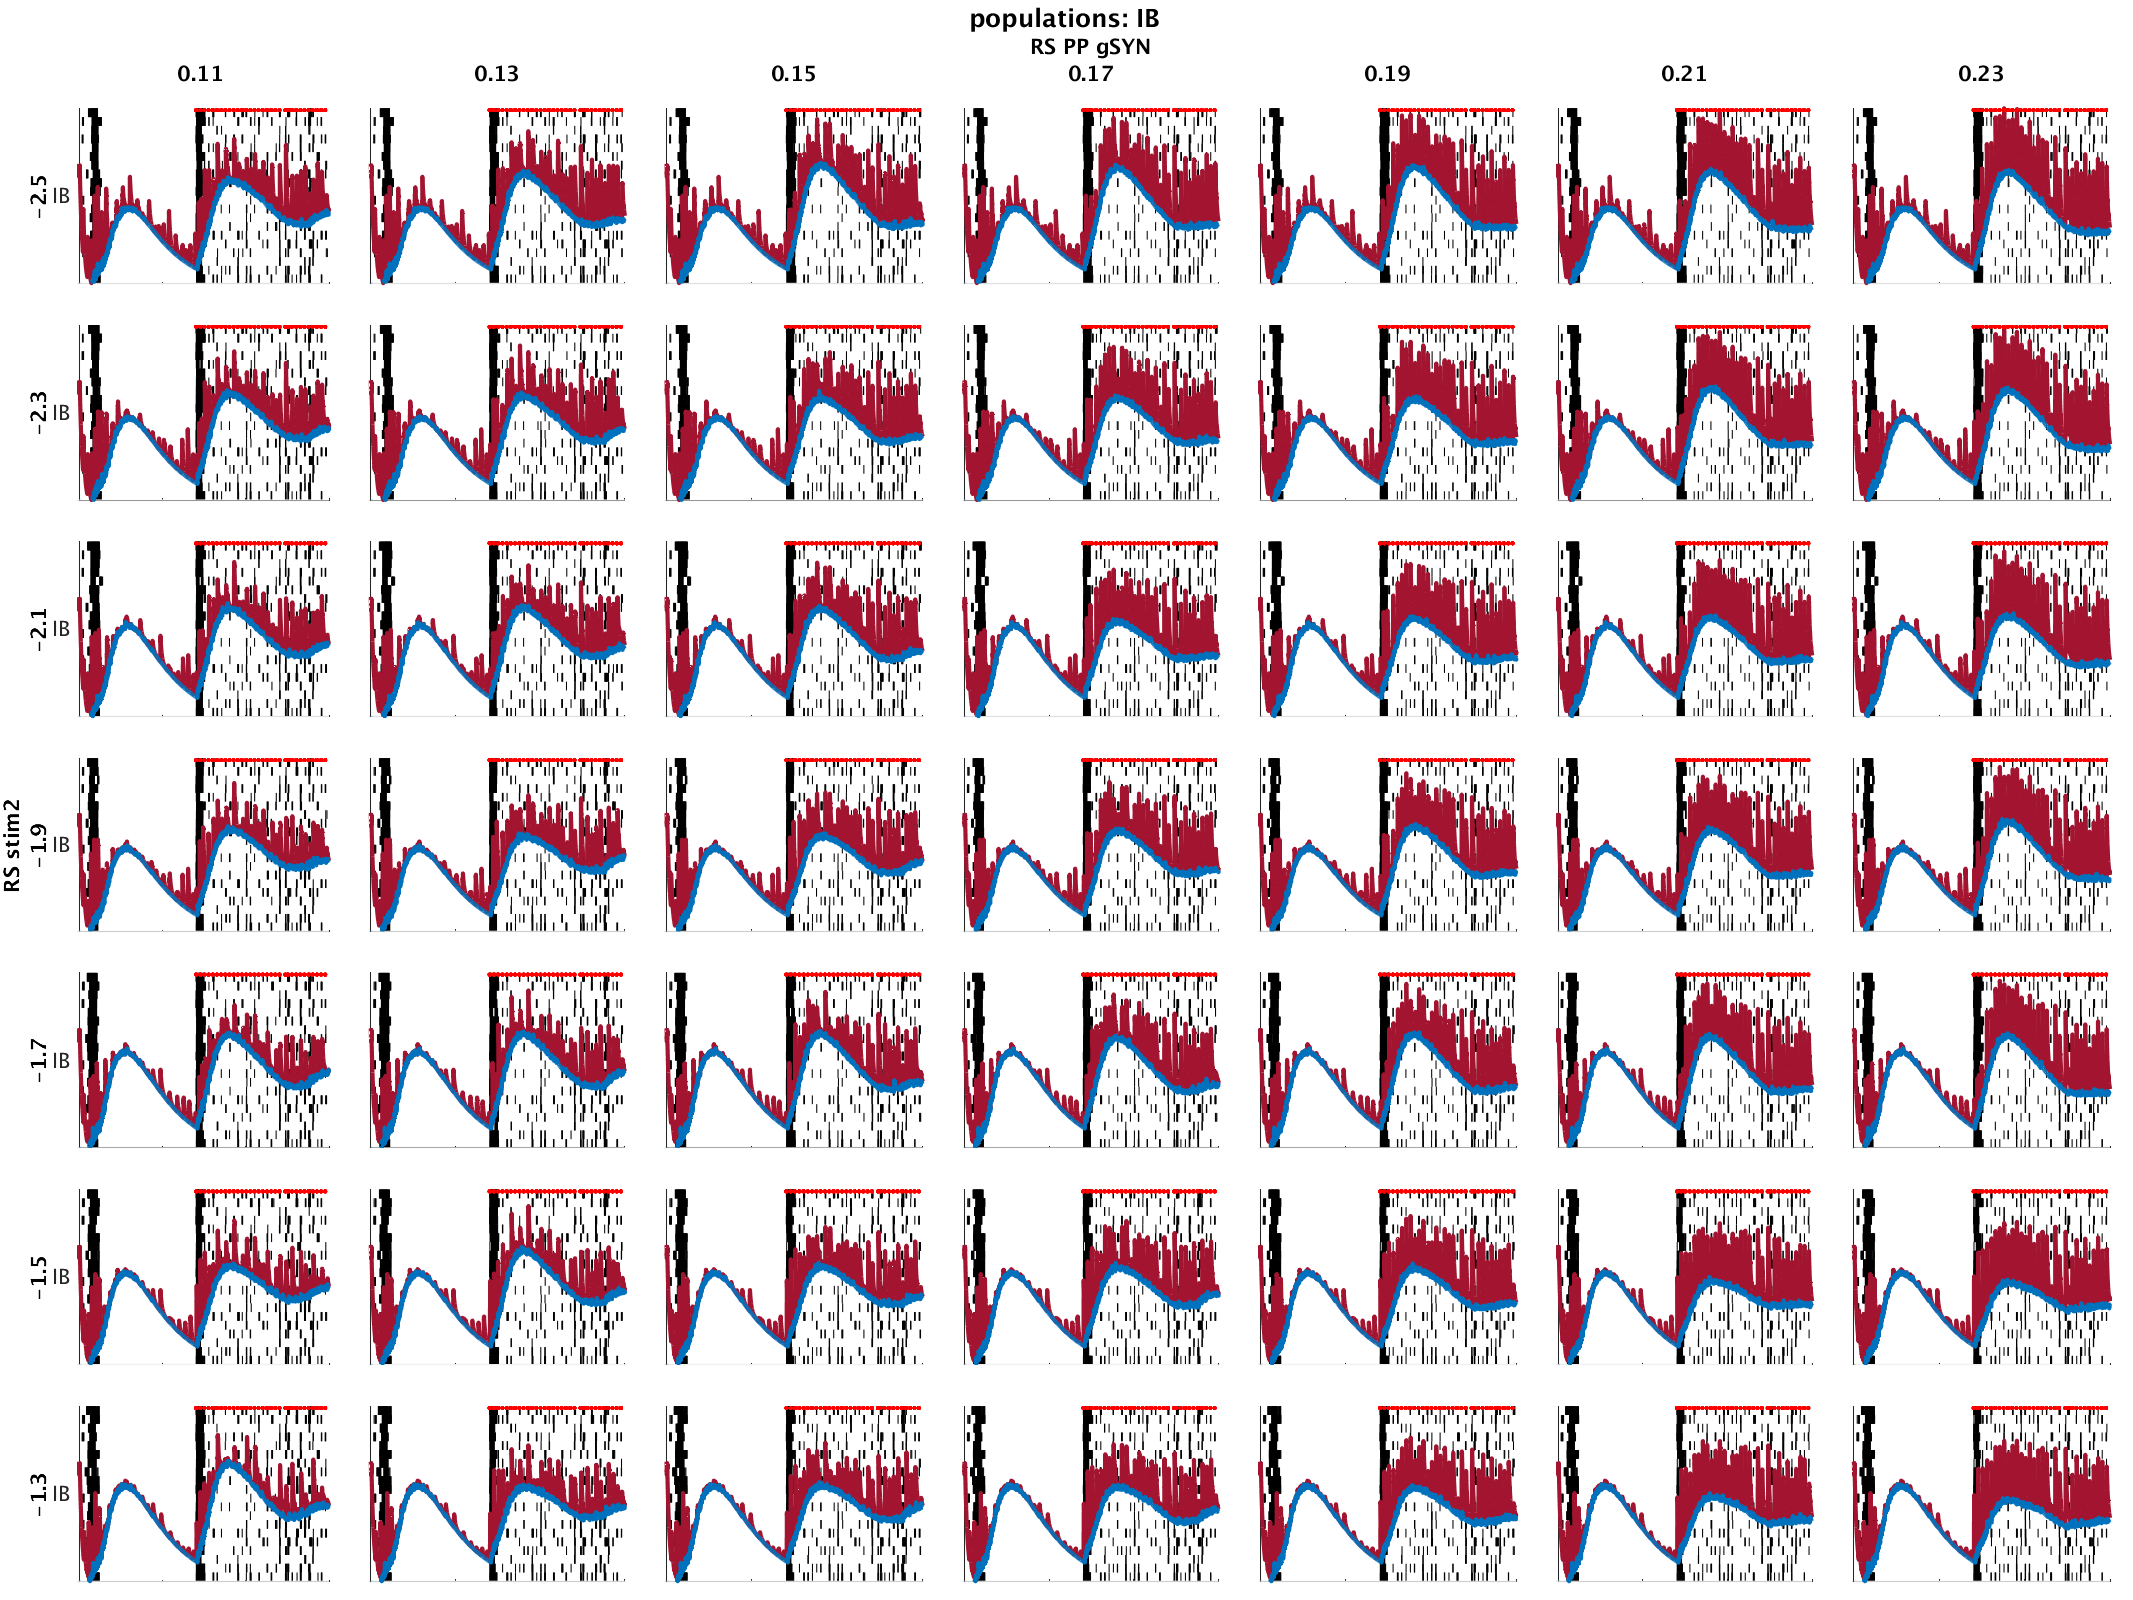 populations: IB
RS PP gSYN
0.11 0.13 0.15 0.17 0.19 0.21 0.23
-2.5 IB
-2.3 IB
-2.1 IB
RS stim2
-1.9 IB
-1.7 IB
-1.5 IB
-1.3 IB